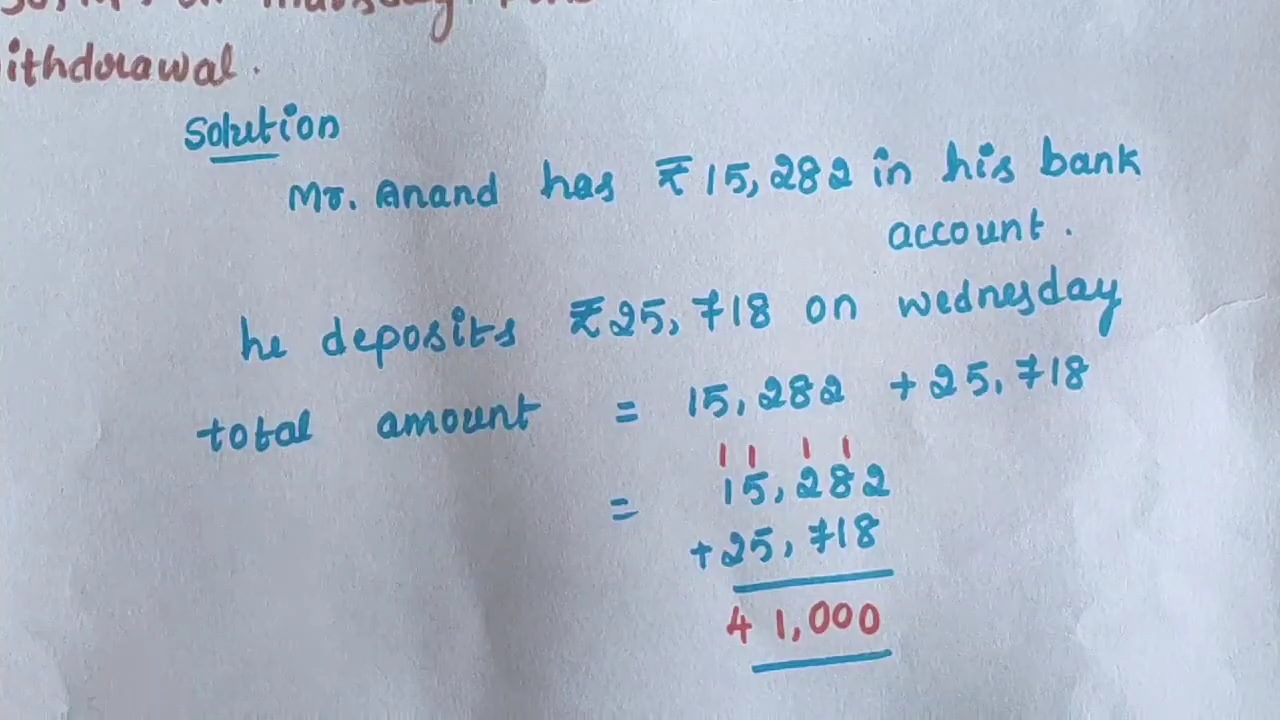 withdrawal.
Solution
Mr. Anand has ₹15,282 in his bank
account.
he deposits ₹25,718 on wednesday
total amount = 15,282 + 25,718
1 1 1 1
= 15,282
+25,718
41,000